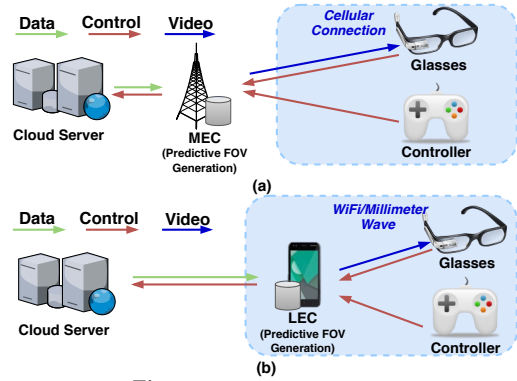 Data Control Video
Cellular
Connection
Glasses
Cloud Server
MEC
(Predictive FOV
Generation)
Controller
(a)
Data Control Video
WiFi/Millimeter
Wave
Glasses
Cloud Server
LEC
(Predictive FOV
Generation)
Controller
(b)